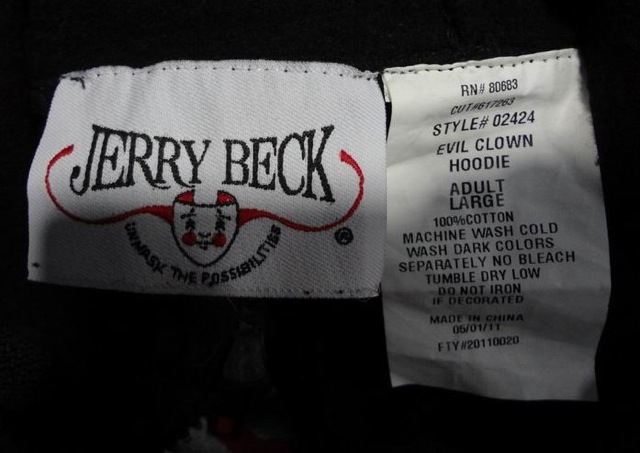 JERRY BECK
UNMASK THE POSSIBILITIES
®
RN# 80683
CUT#617263
STYLE# 02424
EVIL CLOWN
HOODIE
ADULT
LARGE
100%COTTON
MACHINE WASH COLD
WASH DARK COLORS
SEPARATELY NO BLEACH
TUMBLE DRY LOW
DO NOT IRON
IF DECORATED
MADE IN CHINA
05/01/11
FTY#20110020